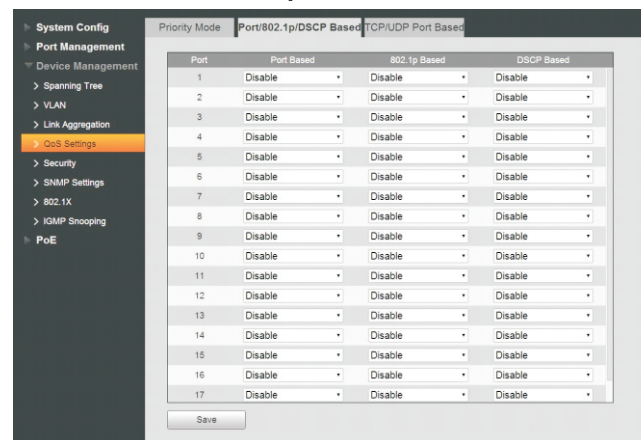 System Config
Port Management
Device Management
> Spanning Tree
> VLAN
> Link Aggregation
> QoS Settings
> Security
> SNMP Settings
> 802.1X
> IGMP Snooping
PoE
Priority Mode Port/802.1p/DSCP Based TCP/UDP Port Based
Port Port Based 802.1p Based DSCP Based
1 Disable Disable Disable
2 Disable Disable Disable
3 Disable Disable Disable
4 Disable Disable Disable
5 Disable Disable Disable
6 Disable Disable Disable
7 Disable Disable Disable
8 Disable Disable Disable
9 Disable Disable Disable
10 Disable Disable Disable
11 Disable Disable Disable
12 Disable Disable Disable
13 Disable Disable Disable
14 Disable Disable Disable
15 Disable Disable Disable
16 Disable Disable Disable
17 Disable Disable Disable
Save